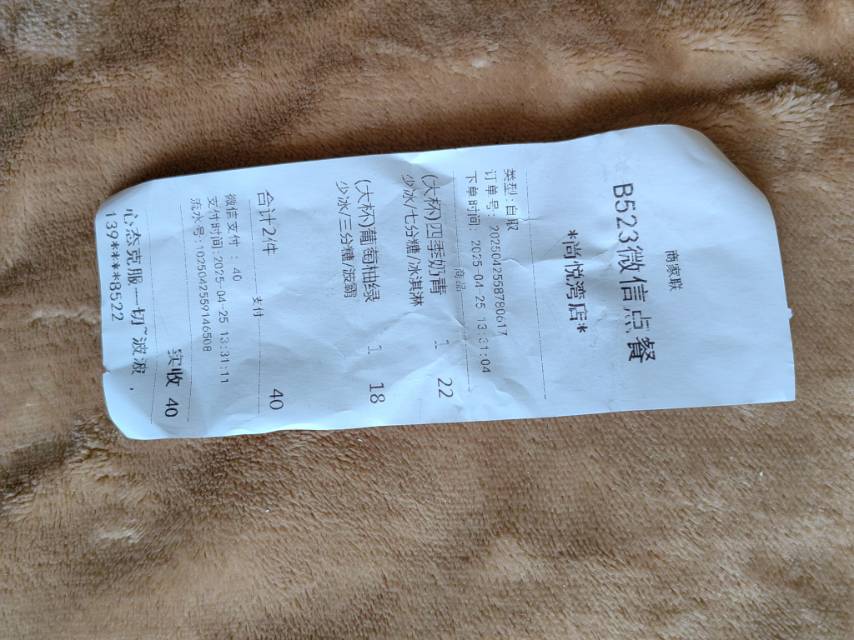 商家联
B523微信点餐
*尚悦湾店*
类型:自取
订单号: 2025042558780617
下单时间: 2025-04-25 13:31:04
商品
(大杯)四季奶青 1 22
少冰/七分糖/冰淇淋
(大杯)葡萄柚绿 1 18
少冰/三分糖/波霸
合计2件 40
支付
微信支付 : 40
支付时间:2025-04-25 13:31:11
流水号:1025042559146508
实收 40
心态克服一切~波波,
139****8522